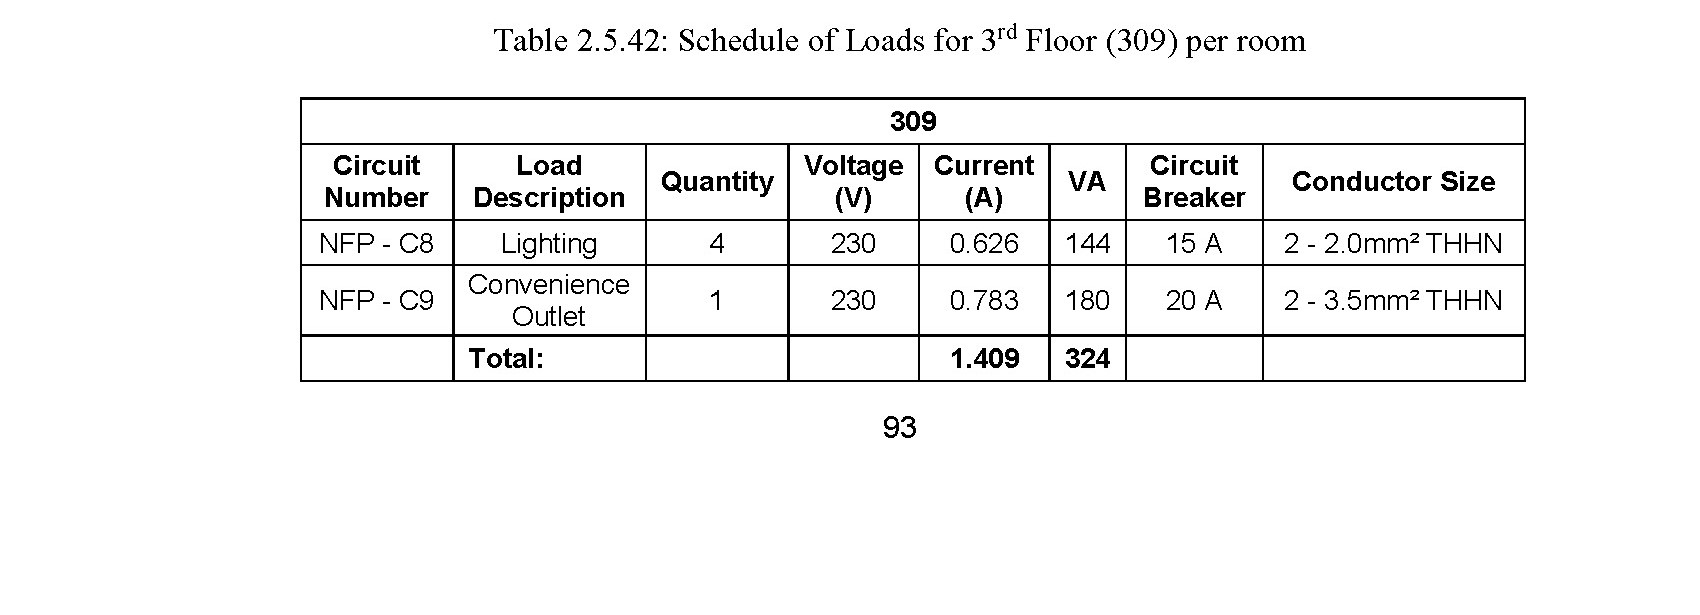 Table 2.5.42: Schedule of Loads for 3rd Floor (309) per room
309
Circuit Number Load Description Quantity Voltage (V) Current (A) VA Circuit Breaker Conductor Size
NFP - C8 Lighting 4 230 0.626 144 15 A 2 - 2.0mm² THHN
NFP - C9 Convenience Outlet 1 230 0.783 180 20 A 2 - 3.5mm² THHN
Total: 1.409 324
93